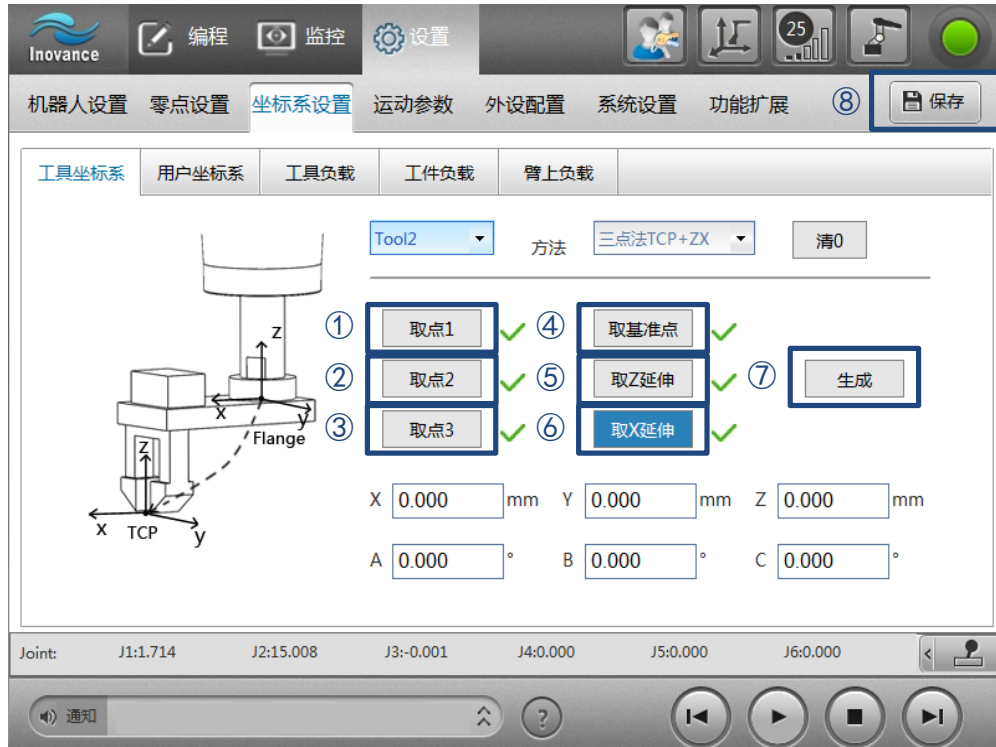 Inovance 编程 监控 设置 25
机器人设置 零点设置 坐标系设置 运动参数 外设配置 系统设置 功能扩展 ⑧ 保存
工具坐标系 用户坐标系 工具负载 工件负载 臂上负载
Tool2 方法 三点法TCP+ZX 清0
① 取点1 ④ 取基准点
② 取点2 ⑤ 取Z延伸 ⑦ 生成
③ 取点3 ⑥ 取X延伸
z
x
y
Flange
z
x
TCP
y
X 0.000 mm Y 0.000 mm Z 0.000 mm
A 0.000 ° B 0.000 ° C 0.000 °
Joint: J1:1.714 J2:15.008 J3:-0.001 J4:0.000 J5:0.000 J6:0.000 <
通知 ?